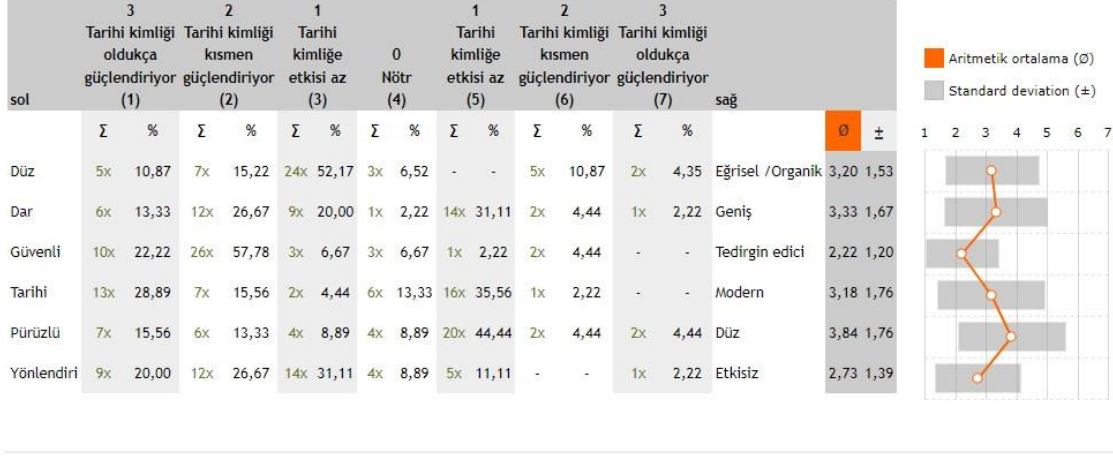 3 2 1 1 2 3
Tarihi kimliği Tarihi kimliği Tarihi Tarihi Tarihi kimliği Tarihi kimliği
oldukça kısmen kimliğe 0 kimliğe kısmen oldukça
güçlendiriyor güçlendiriyor etkisi az Nötr etkisi az güçlendiriyor güçlendiriyor
sol (1) (2) (3) (4) (5) (6) (7) sağ
Σ % Σ % Σ % Σ % Σ % Σ % Σ % Ø ±
Düz 5x 10,87 7x 15,22 24x 52,17 3x 6,52 - - 5x 10,87 2x 4,35 Eğrisel /Organik 3,20 1,53
Dar 6x 13,33 12x 26,67 9x 20,00 1x 2,22 14x 31,11 2x 4,44 1x 2,22 Geniş 3,33 1,67
Güvenli 10x 22,22 26x 57,78 3x 6,67 3x 6,67 1x 2,22 2x 4,44 - - Tedirgin edici 2,22 1,20
Tarihi 13x 28,89 7x 15,56 2x 4,44 6x 13,33 16x 35,56 1x 2,22 - - Modern 3,18 1,76
Pürüzlü 7x 15,56 6x 13,33 4x 8,89 4x 8,89 20x 44,44 2x 4,44 2x 4,44 Düz 3,84 1,76
Yönlendiri 9x 20,00 12x 26,67 14x 31,11 4x 8,89 5x 11,11 - - 1x 2,22 Etkisiz 2,73 1,39
Aritmetik ortalama (Ø)
Standard deviation (±)
1 2 3 4 5 6 7